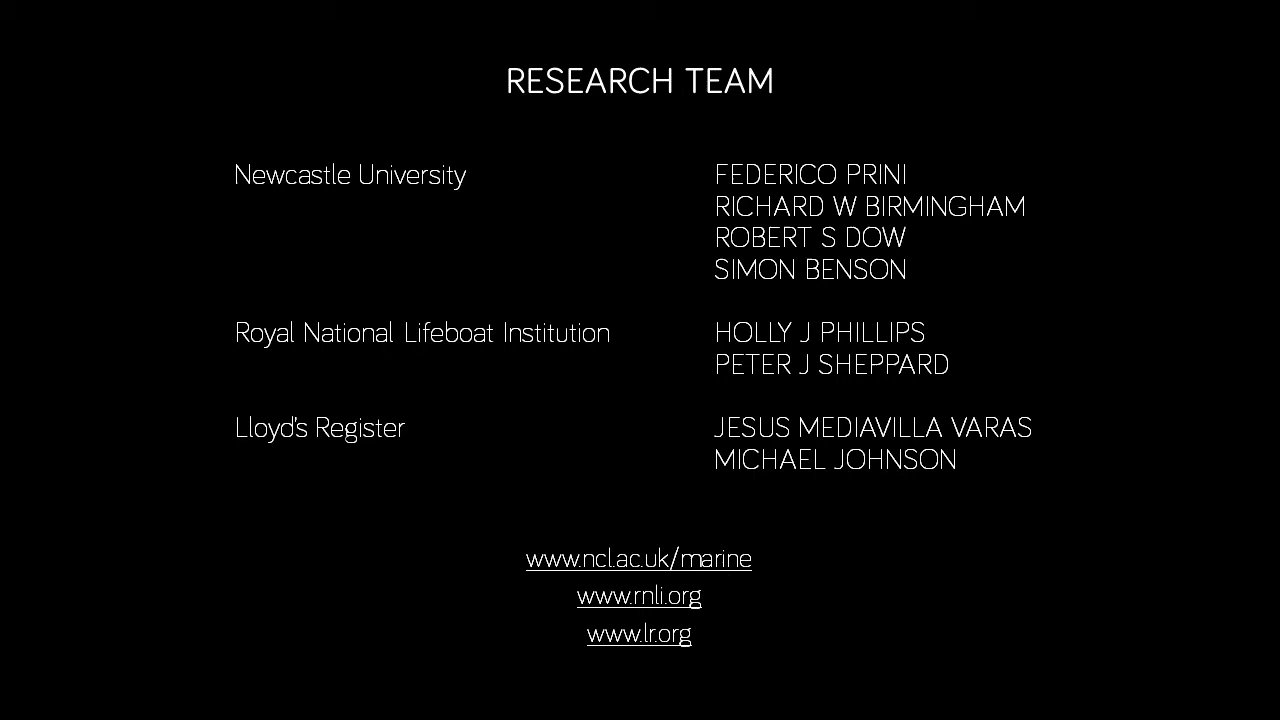 RESEARCH TEAM
Newcastle University FEDERICO PRINI
RICHARD W BIRMINGHAM
ROBERT S DOW
SIMON BENSON
Royal National Lifeboat Institution HOLLY J PHILLIPS
PETER J SHEPPARD
Lloyd's Register JESUS MEDIAVILLA VARAS
MICHAEL JOHNSON
www.ncl.ac.uk/marine
www.rnli.org
www.lr.org